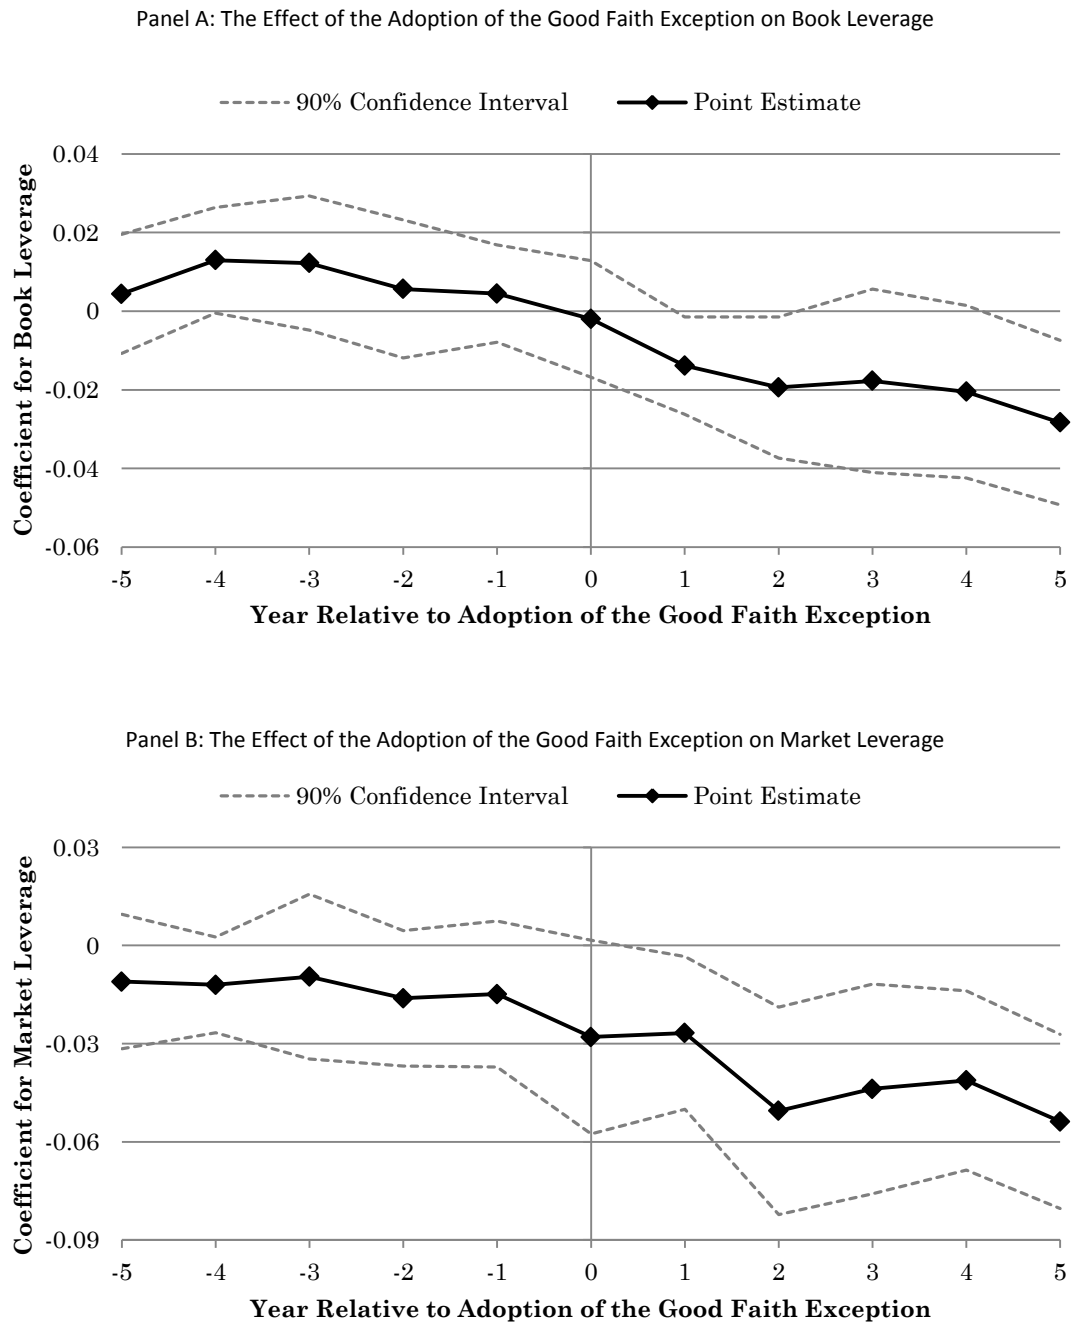 Panel A: The Effect of the Adoption of the Good Faith Exception on Book Leverage
90% Confidence Interval
Point Estimate
Coefficient for Book Leverage
0.04
0.02
0
-0.02
-0.04
-0.06
-5 -4 -3 -2 -1 0 1 2 3 4 5
Year Relative to Adoption of the Good Faith Exception
Panel B: The Effect of the Adoption of the Good Faith Exception on Market Leverage
90% Confidence Interval
Point Estimate
Coefficient for Market Leverage
0.03
0
-0.03
-0.06
-0.09
-5 -4 -3 -2 -1 0 1 2 3 4 5
Year Relative to Adoption of the Good Faith Exception